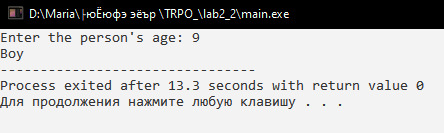 D:\Maria\├юЁюфэ эёър \TRPO_\lab2_2\main.exe
Enter the person's age: 9
Boy
--------------------------------
Process exited after 13.3 seconds with return value 0
Для продолжения нажмите любую клавишу . . .